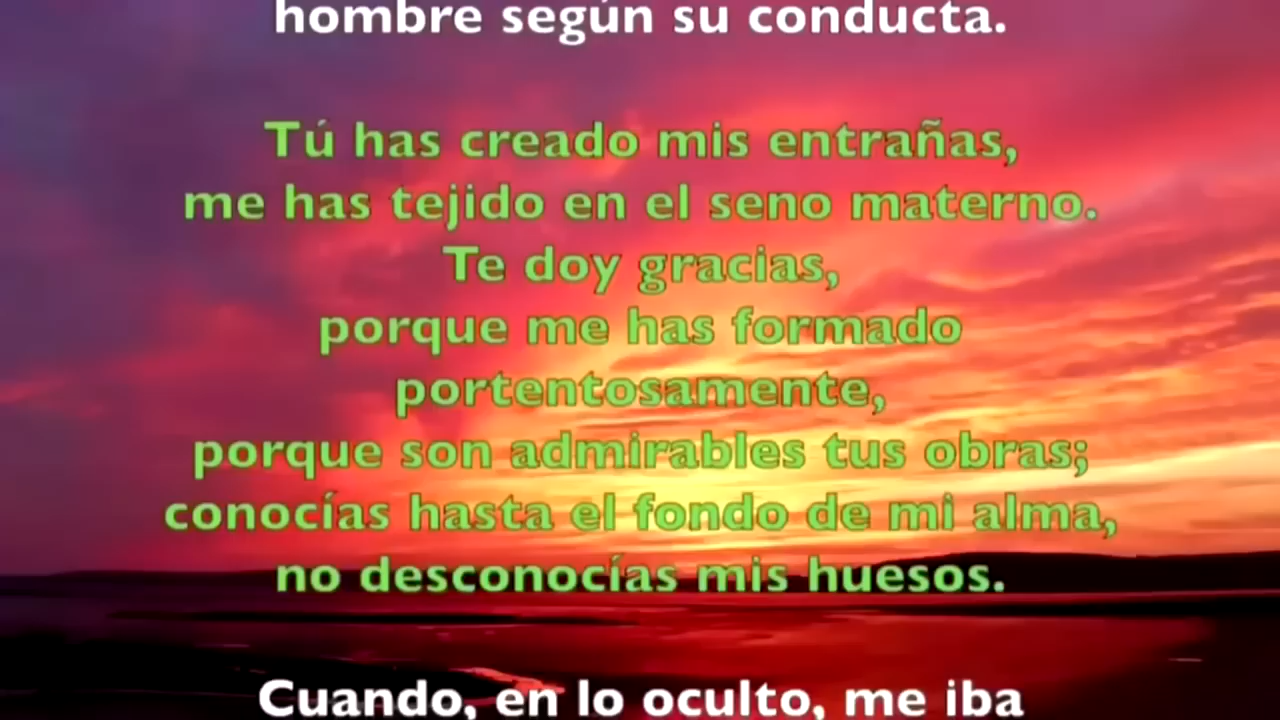 hombre según su conducta.
Tú has creado mis entrañas,
me has tejido en el seno materno.
Te doy gracias,
porque me has formado
portentosamente,
porque son admirables tus obras;
conocías hasta el fondo de mi alma,
no desconocías mis huesos.
Cuando, en lo oculto, me iba